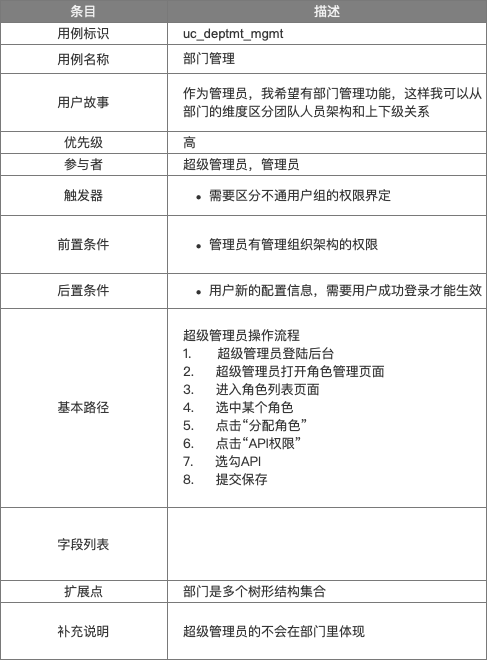 条目 描述
用例标识 uc_deptmt_mgmt
用例名称 部门管理
用户故事 作为管理员，我希望有部门管理功能，这样我可以从
部门的维度区分团队人员架构和上下级关系
优先级 高
参与者 超级管理员，管理员
触发器 • 需要区分不通用户组的权限界定
前置条件 • 管理员有管理组织架构的权限
后置条件 • 用户新的配置信息，需要用户成功登录才能生效
基本路径
超级管理员操作流程
1. 超级管理员登陆后台
2. 超级管理员打开角色管理页面
3. 进入角色列表页面
4. 选中某个角色
5. 点击“分配角色”
6. 点击“API权限”
7. 选勾API
8. 提交保存
字段列表
扩展点 部门是多个树形结构集合
补充说明 超级管理员的不会在部门里体现